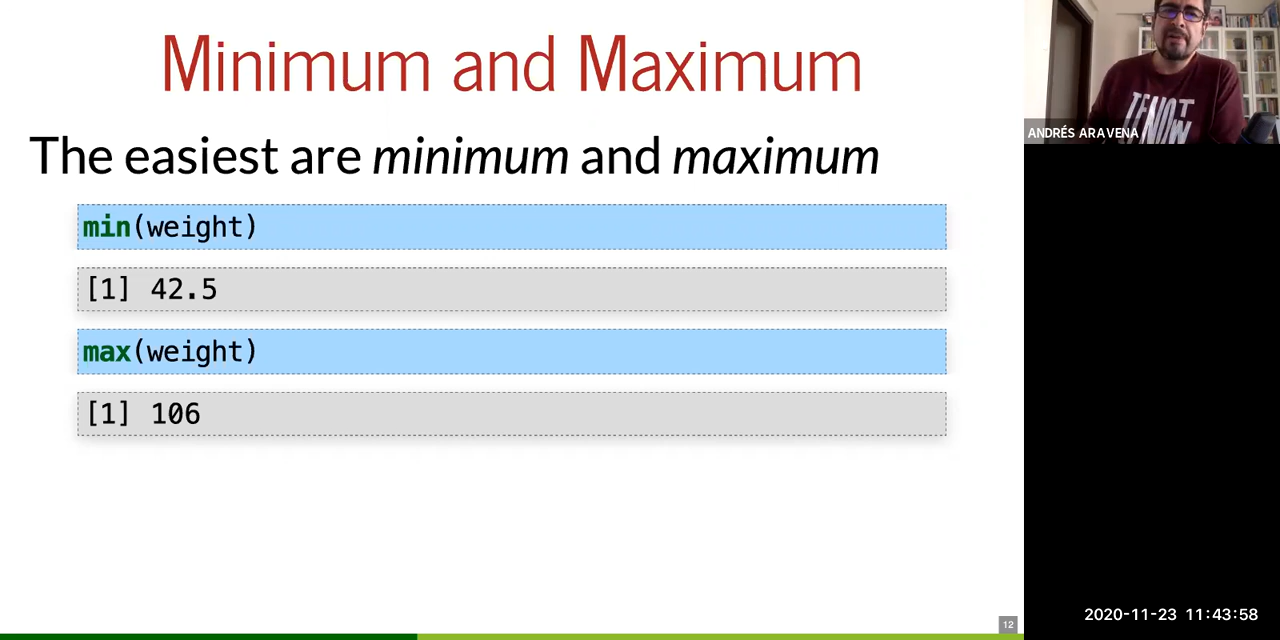 Minimum and Maximum
The easiest are minimum and maximum
min(weight)
[1] 42.5
max(weight)
[1] 106
12
ANDRÉS ARAVENA
2020-11-23 11:43:58